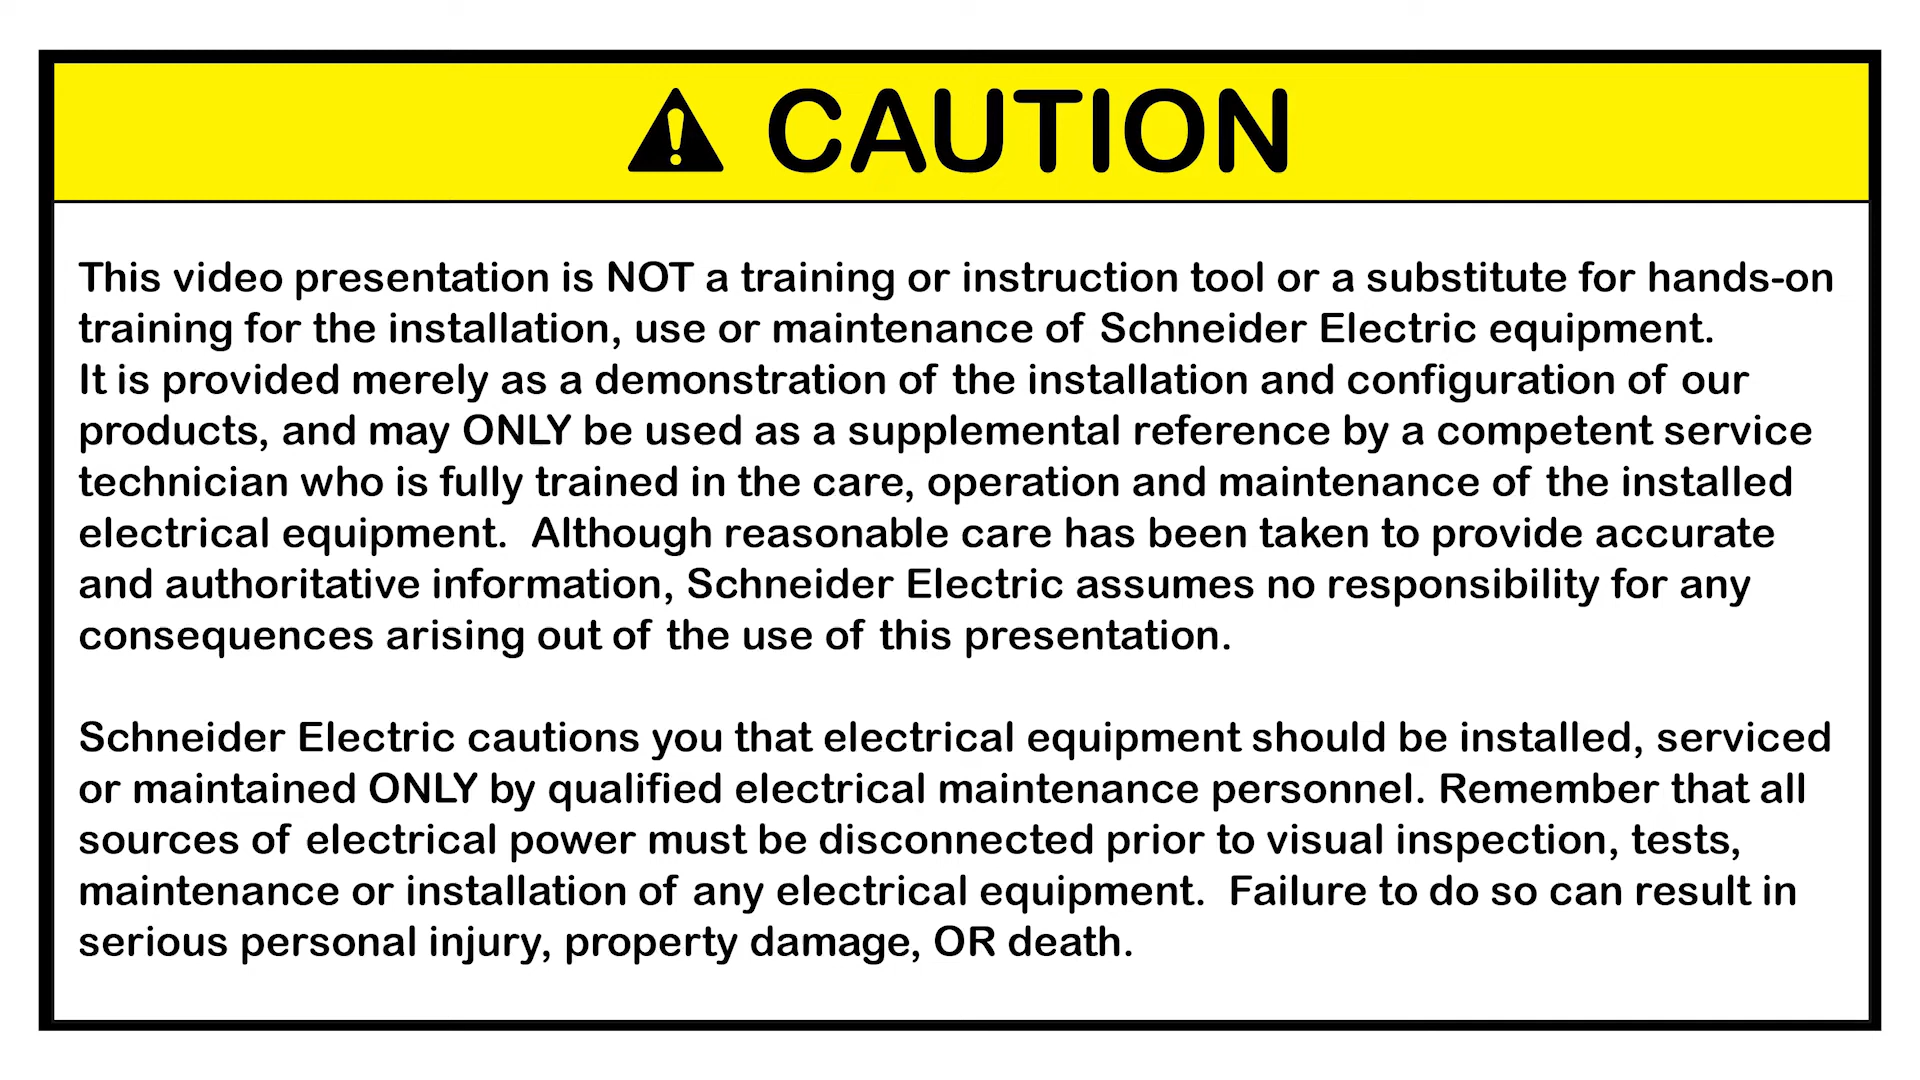 CAUTION
This video presentation is NOT a training or instruction tool or a substitute for hands-on
training for the installation, use or maintenance of Schneider Electric equipment.
It is provided merely as a demonstration of the installation and configuration of our
products, and may ONLY be used as a supplemental reference by a competent service
technician who is fully trained in the care, operation and maintenance of the installed
electrical equipment.  Although reasonable care has been taken to provide accurate
and authoritative information, Schneider Electric assumes no responsibility for any
consequences arising out of the use of this presentation.
Schneider Electric cautions you that electrical equipment should be installed, serviced
or maintained ONLY by qualified electrical maintenance personnel. Remember that all
sources of electrical power must be disconnected prior to visual inspection, tests,
maintenance or installation of any electrical equipment.  Failure to do so can result in
serious personal injury, property damage, OR death.